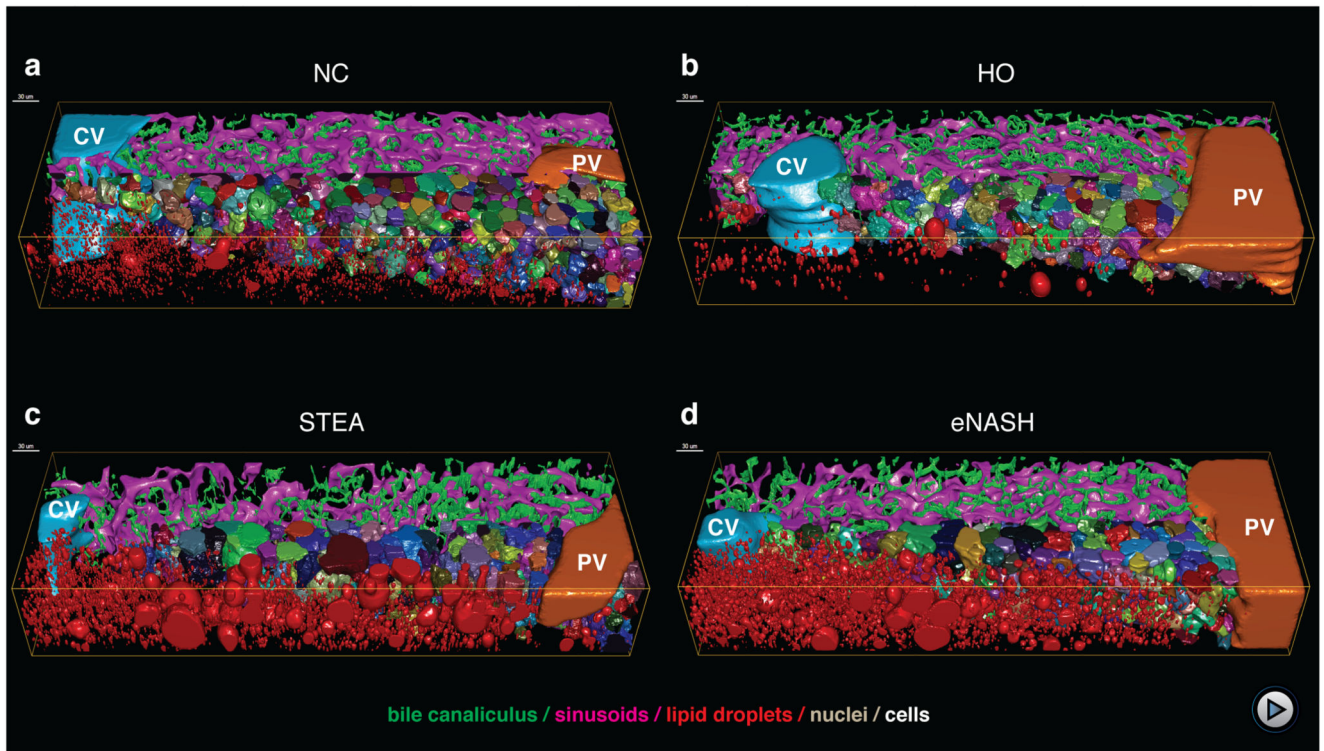 a
NC
30 um
CV
PV
b
HO
30 um
CV
PV
c
STEA
30 um
CV
PV
d
eNASH
30 um
CV
PV
bile canaliculus / sinusoids / lipid droplets / nuclei / cells